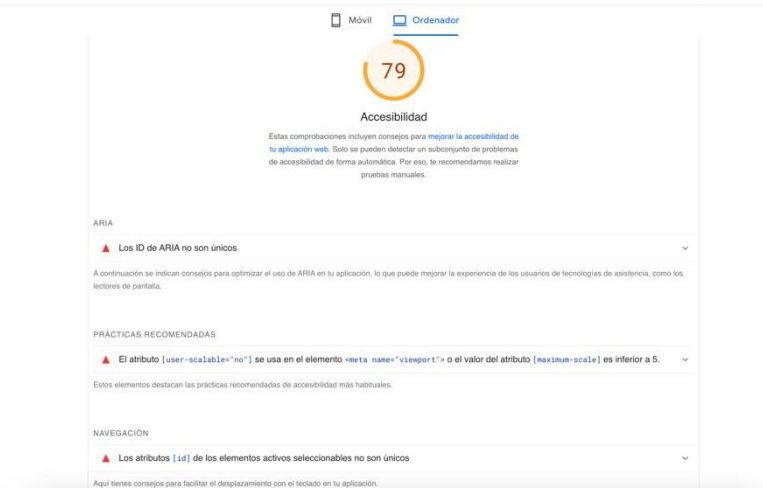 Móvil
Ordenador
79
Accesibilidad
Estas comprobaciones incluyen consejos para mejorar la accesibilidad de
tu aplicación web. Solo se pueden detectar un subconjunto de problemas
de accesibilidad de forma automática. Por eso, te recomendamos realizar
pruebas manuales.
ARIA
Los ID de ARIA no son únicos
A continuación se indican consejos para optimizar el uso de ARIA en tu aplicación, lo que puede mejorar la experiencia de los usuarios de tecnologías de asistencia, como los
lectores de pantalla.
PRÁCTICAS RECOMENDADAS
El atributo [user-scalable="no"] se usa en el elemento <meta name="viewport"> o el valor del atributo [maximum-scale] es inferior a 5.
Estos elementos destacan las prácticas recomendadas de accesibilidad más habituales.
NAVEGACIÓN
Los atributos [id] de los elementos activos seleccionables no son únicos
Aquí tienes consejos para facilitar el desplazamiento con el teclado en tu aplicación.